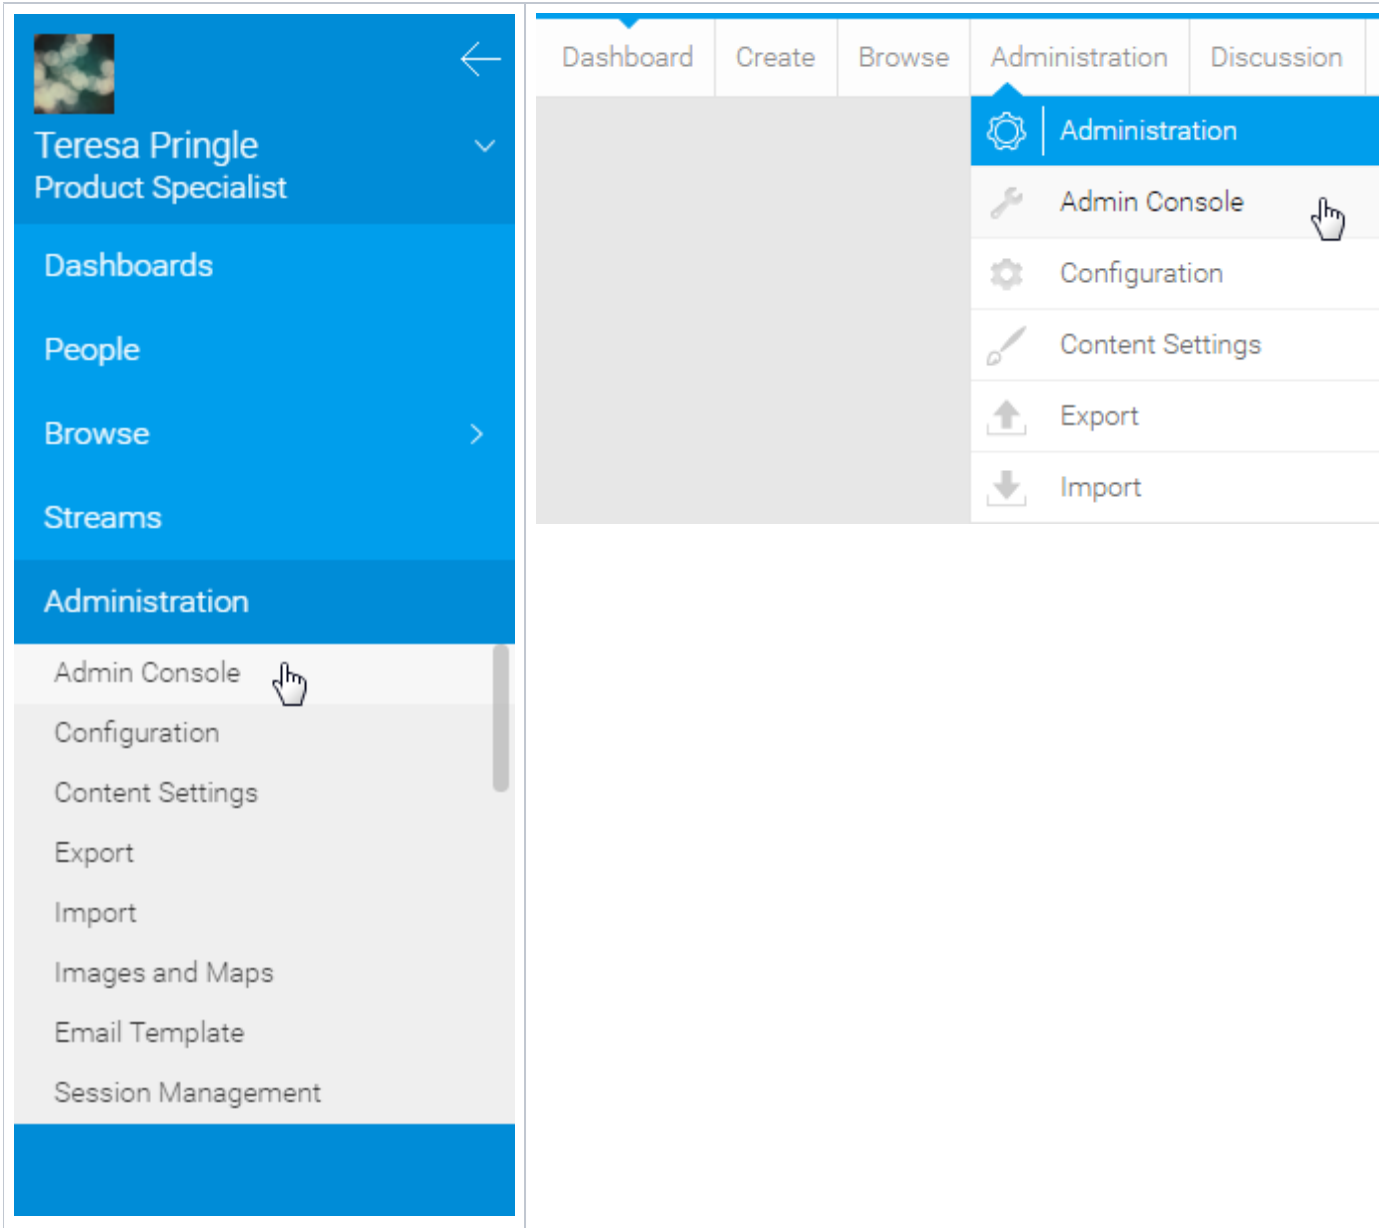 Teresa Pringle
Product Specialist
Dashboards
People
Browse
Streams
Administration
Admin Console
Configuration
Content Settings
Export
Import
Images and Maps
Email Template
Session Management
Dashboard Create Browse Administration Discussion
Administration
Admin Console
Configuration
Content Settings
Export
Import